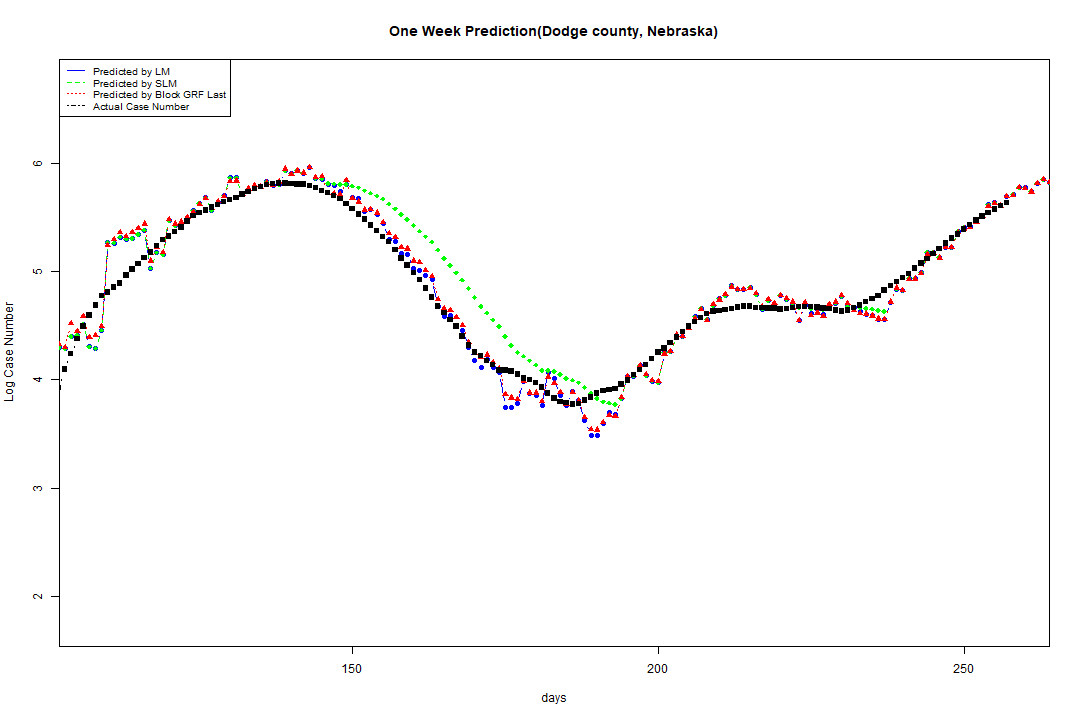 One Week Prediction(Dodge county, Nebraska)
Predicted by LM
Predicted by SLM
Predicted by Block GRF Last
Actual Case Number
6
5
4
3
2
Log Case Number
150 200 250
days